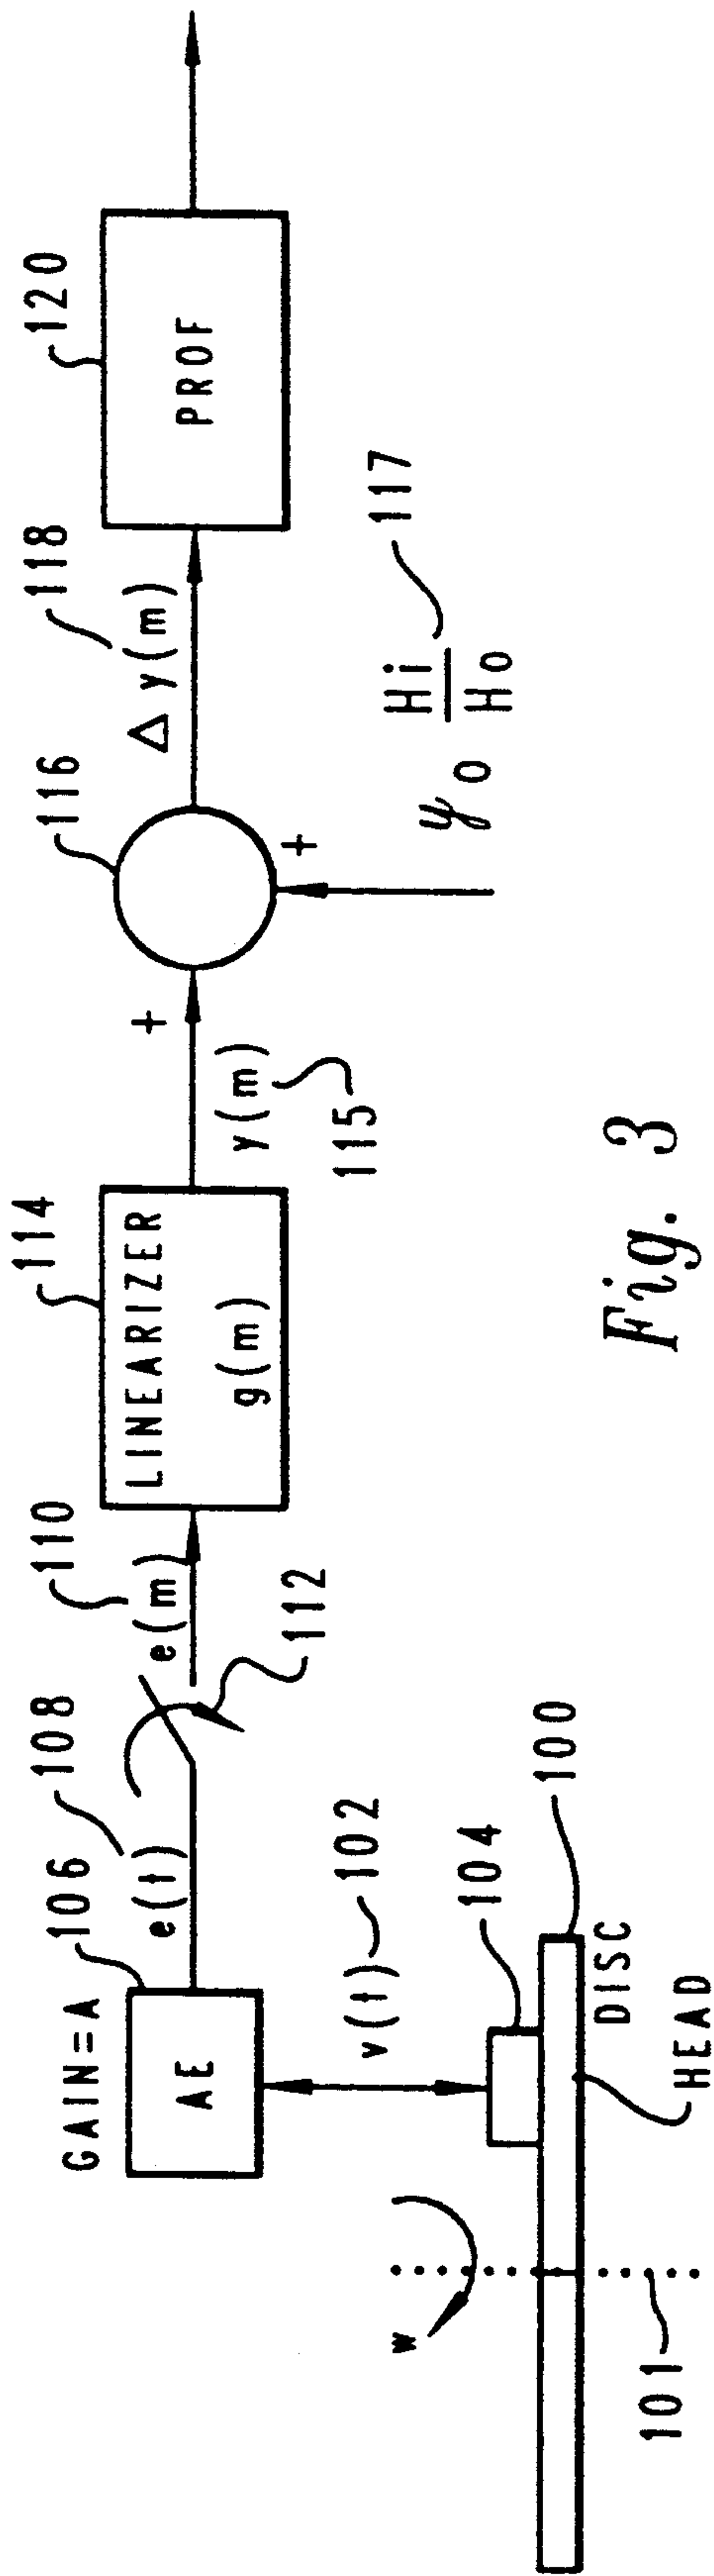 GAIN=A
106
AE
e(t)
108
e(m)
110
112
114
LINEARIZER
g(m)
y(m)
115
+
116
+
Δ y(m)
118
y0
Hi
Ho
117
120
PROF
v(t)
102
104
100
DISC
HEAD
w
101
Fig. 3